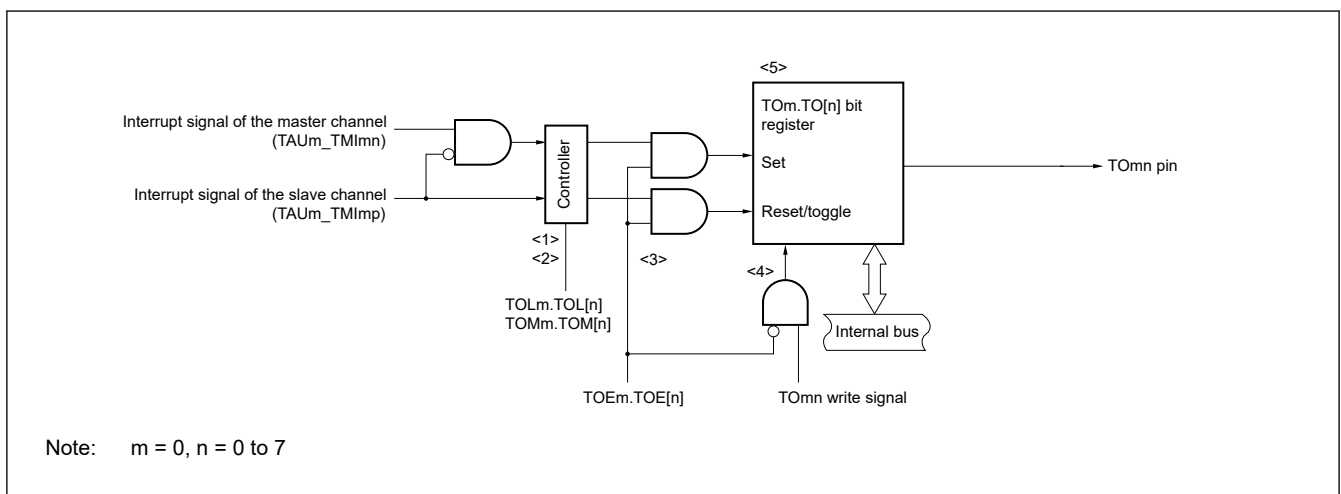 <5>
TOm.TO[n] bit
register
Interrupt signal of the master channel
(TAUm_TMImn)
Controller
Set
TOmn pin
Interrupt signal of the slave channel
(TAUm_TMImp)
Reset/toggle
<1>
<2>
<3>
<4>
TOLm.TOL[n]
TOMm.TOM[n]
Internal bus
TOEm.TOE[n]
TOmn write signal
Note: m = 0, n = 0 to 7